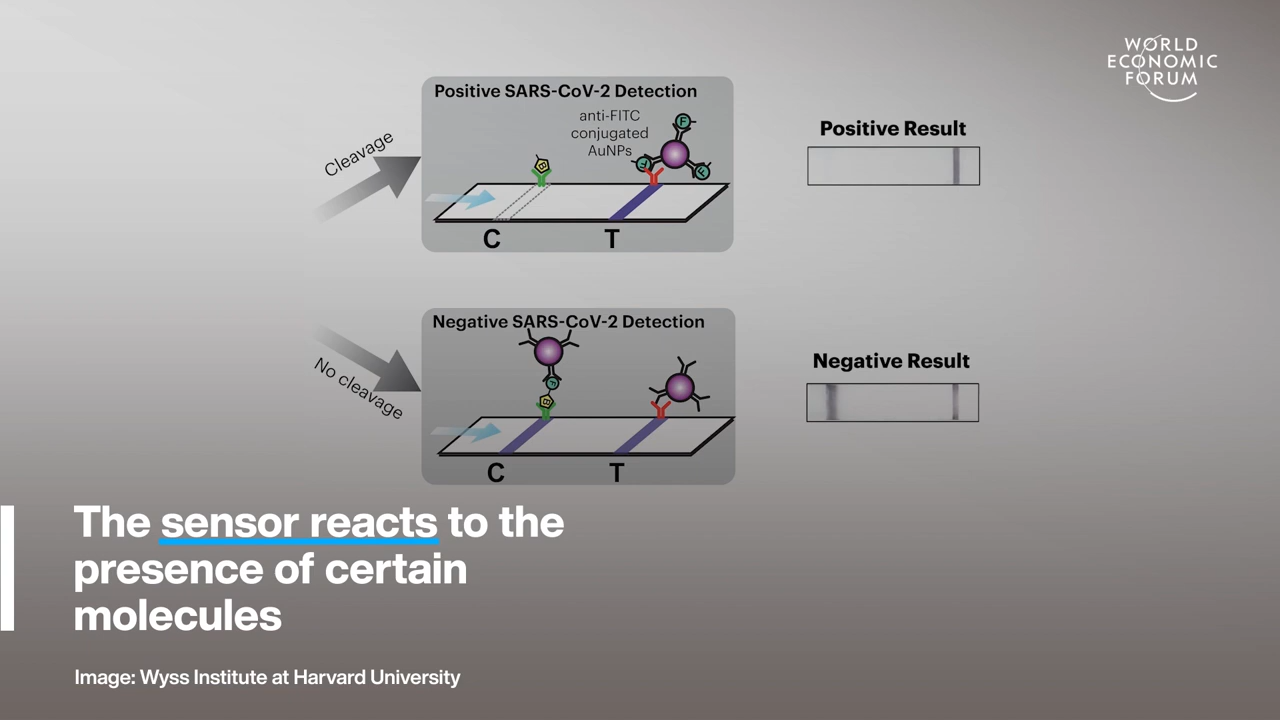 WORLD
ECONOMIC
FORUM
Positive SARS-CoV-2 Detection
anti-FITC
conjugated
AuNPs
Cleavage
F
F
F
B
C
T
Positive Result
Negative SARS-CoV-2 Detection
No cleavage
F
B
C
T
Negative Result
The sensor reacts to the
presence of certain
molecules
Image: Wyss Institute at Harvard University